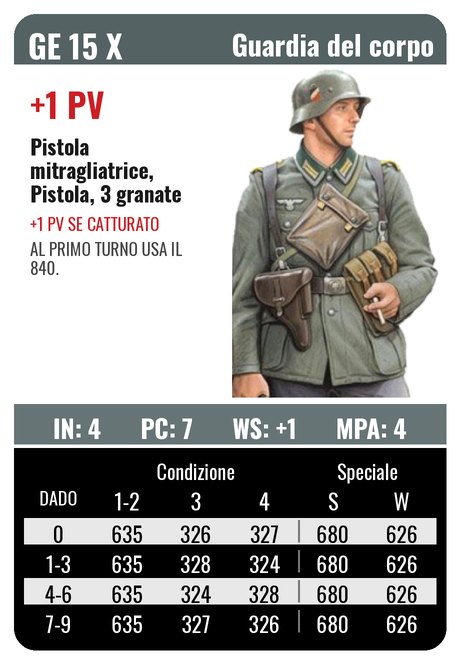 GE 15 X
Guardia del corpo
+1 PV
Pistola
mitragliatrice,
Pistola, 3 granate
+1 PV SE CATTURATO
AL PRIMO TURNO USA IL
840.
IN: 4 PC: 7 WS: +1 MPA: 4
Condizione Speciale
DADO 1-2 3 4 S W
0 635 326 327 680 626
1-3 635 328 324 680 626
4-6 635 324 328 680 626
7-9 635 327 326 680 626